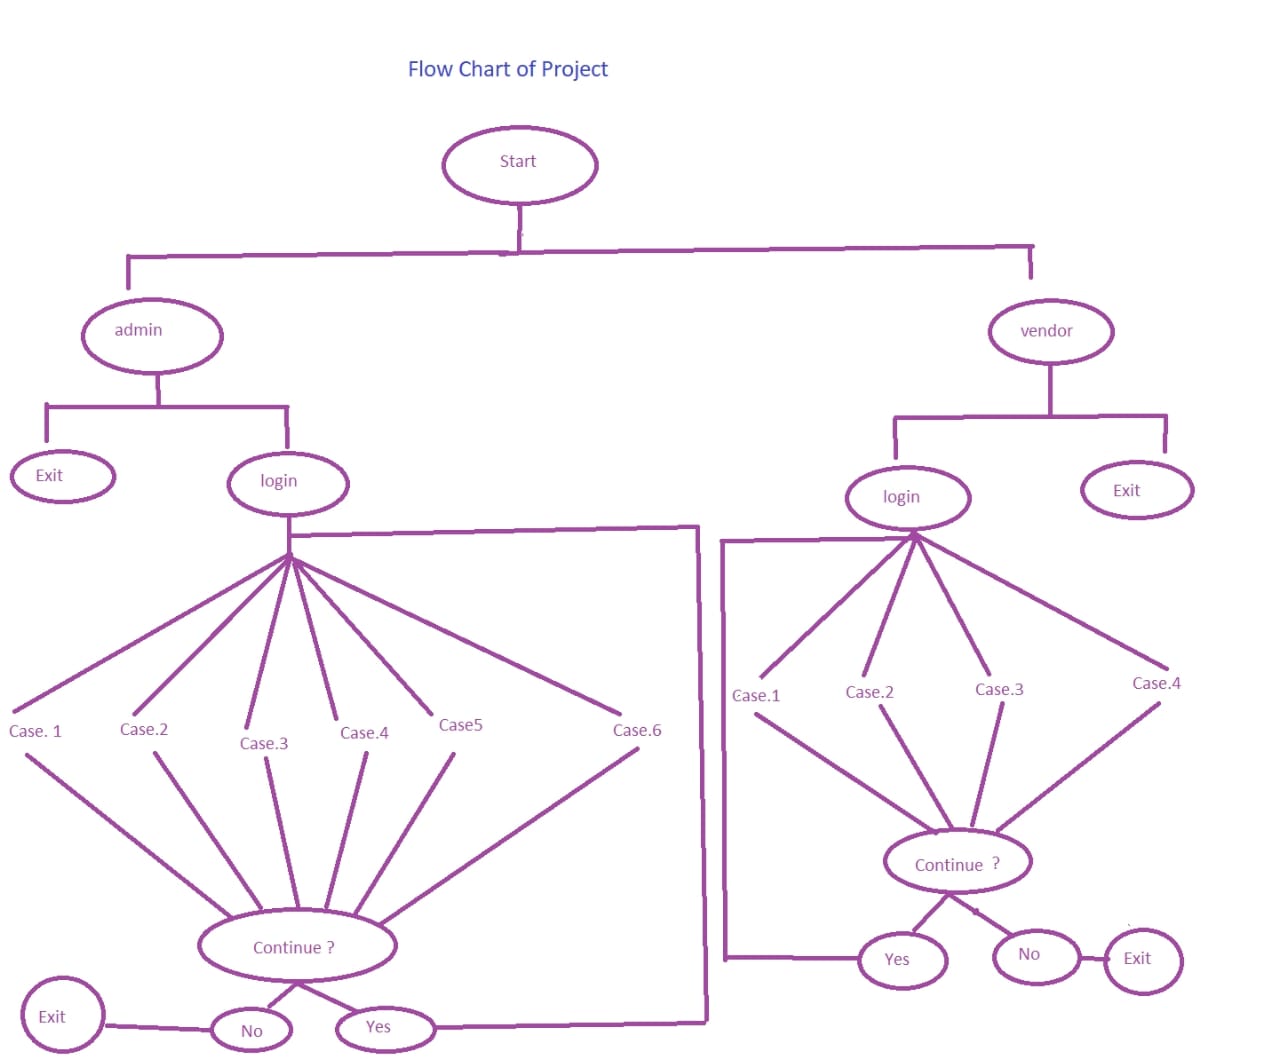 Flow Chart of Project
Start
admin
vendor
Exit
login
login
Exit
Case. 1
Case.2
Case.3
Case.4
Case5
Case.6
Case.1
Case.2
Case.3
Case.4
Continue ?
Continue ?
Exit
No
Yes
Yes
No
Exit